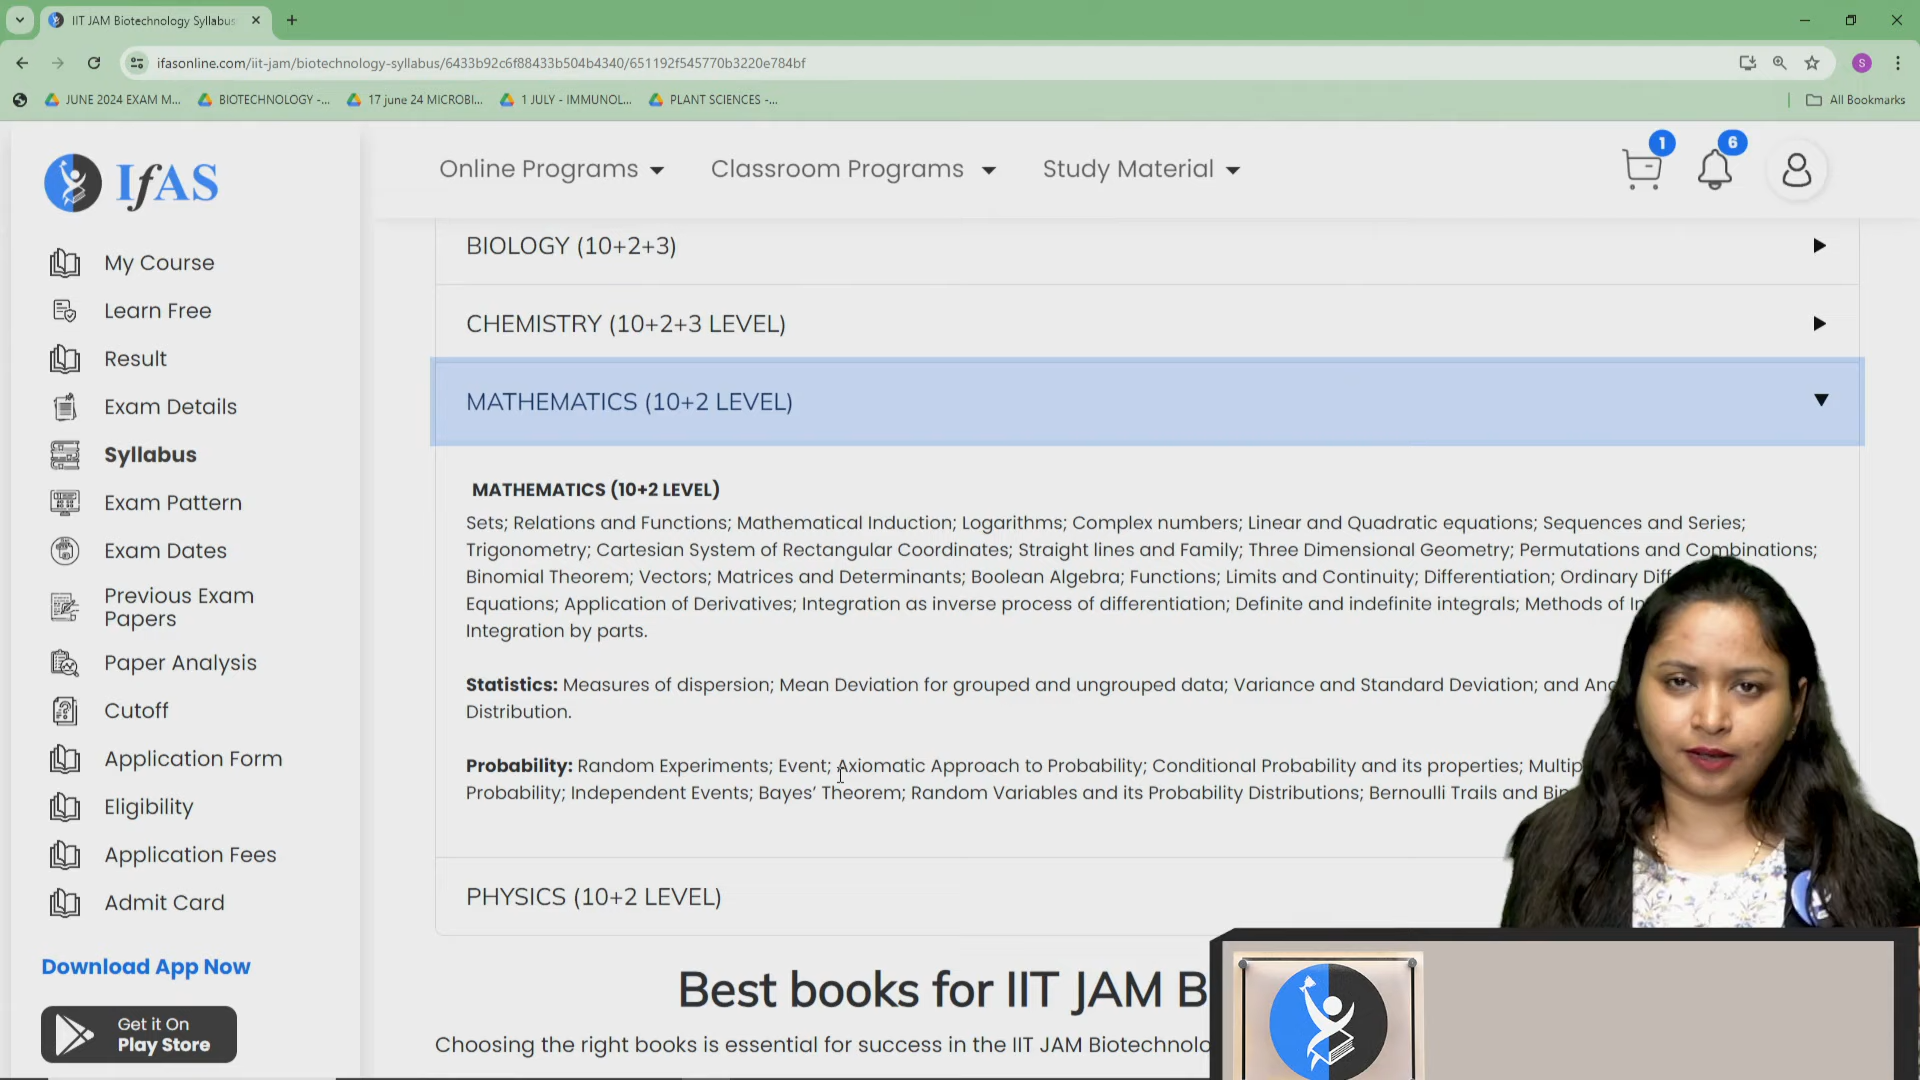 IIT JAM Biotechnology Syllabus
ifasonline.com/iit-jam/biotechnology-syllabus/6433b92c6f88433b504b4340/651192f545770b3220e784bf
S
JUNE 2024 EXAM M...
BIOTECHNOLOGY -...
17 june 24 MICROBI...
1 JULY - IMMUNOL...
PLANT SCIENCES -...
All Bookmarks
IfAS
Online Programs
Classroom Programs
Study Material
1
6
My Course
Learn Free
Result
Exam Details
Syllabus
Exam Pattern
Exam Dates
Previous Exam
Papers
Paper Analysis
Cutoff
Application Form
Eligibility
Application Fees
Admit Card
Download App Now
Get it On
Play Store
BIOLOGY (10+2+3)
CHEMISTRY (10+2+3 LEVEL)
MATHEMATICS (10+2 LEVEL)
MATHEMATICS (10+2 LEVEL)
Sets; Relations and Functions; Mathematical Induction; Logarithms; Complex numbers; Linear and Quadratic equations; Sequences and Series;
Trigonometry; Cartesian System of Rectangular Coordinates; Straight lines and Family; Three Dimensional Geometry; Permutations and Combinations;
Binomial Theorem; Vectors; Matrices and Determinants; Boolean Algebra; Functions; Limits and Continuity; Differentiation; Ordinary Diff
Equations; Application of Derivatives; Integration as inverse process of differentiation; Definite and indefinite integrals; Methods of In
Integration by parts.
Statistics: Measures of dispersion; Mean Deviation for grouped and ungrouped data; Variance and Standard Deviation; and Ana
Distribution.
Probability: Random Experiments; Event; Axiomatic Approach to Probability; Conditional Probability and its properties; Multip
Probability; Independent Events; Bayes’ Theorem; Random Variables and its Probability Distributions; Bernoulli Trails and Bin
PHYSICS (10+2 LEVEL)
Best books for IIT JAM B
Choosing the right books is essential for success in the IIT JAM Biotechnolo